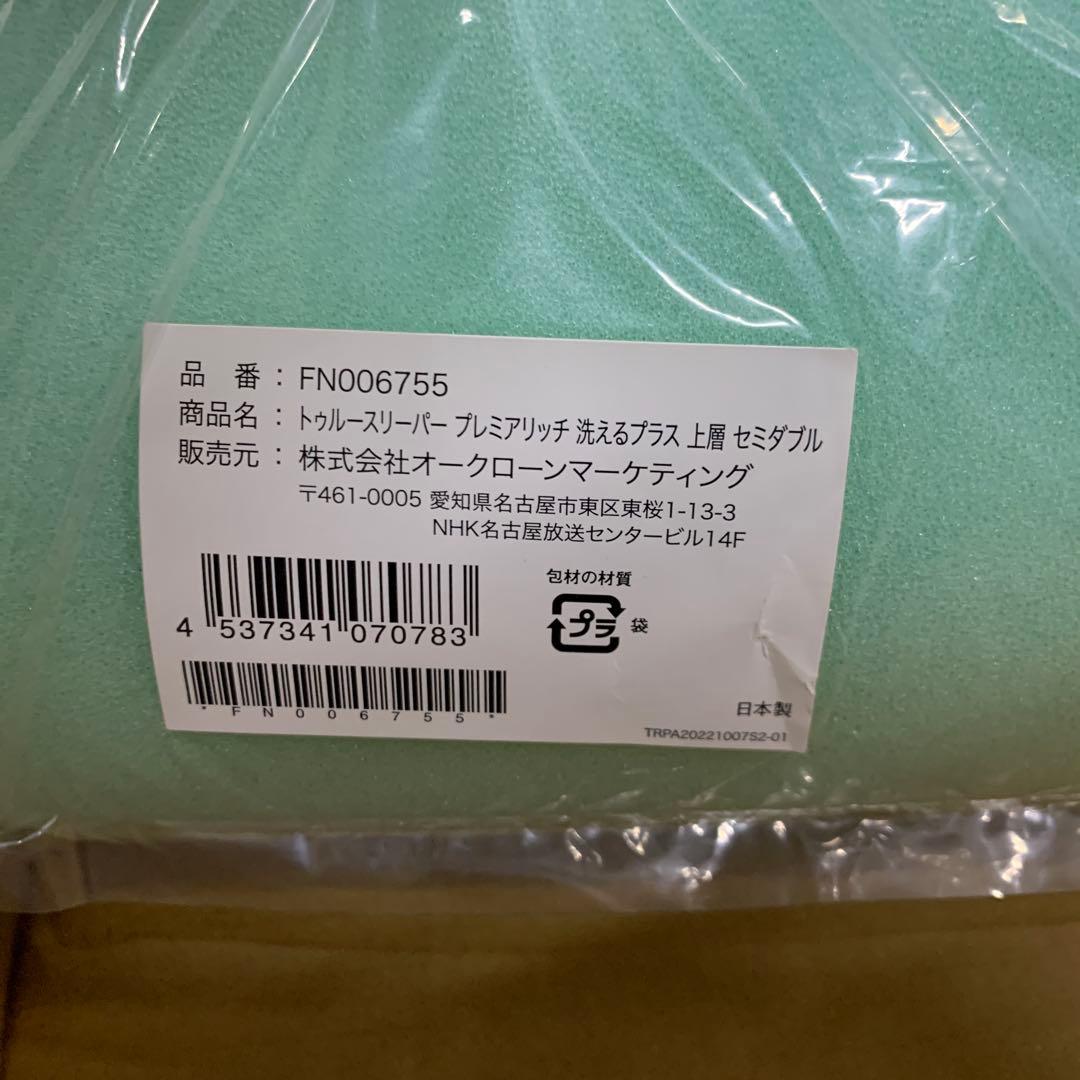 品 番 : FN006755
商品名 : トゥルースリーパー プレミアリッチ 洗えるプラス 上層 セミダブル
販売元 : 株式会社オークローンマーケティング
〒461-0005 愛知県名古屋市東区東桜1-13-3
NHK名古屋放送センタービル14F
包材の材質
プラ 袋
4 537341 070783
*FN006755*
日本製
TRPA20221007S2-01